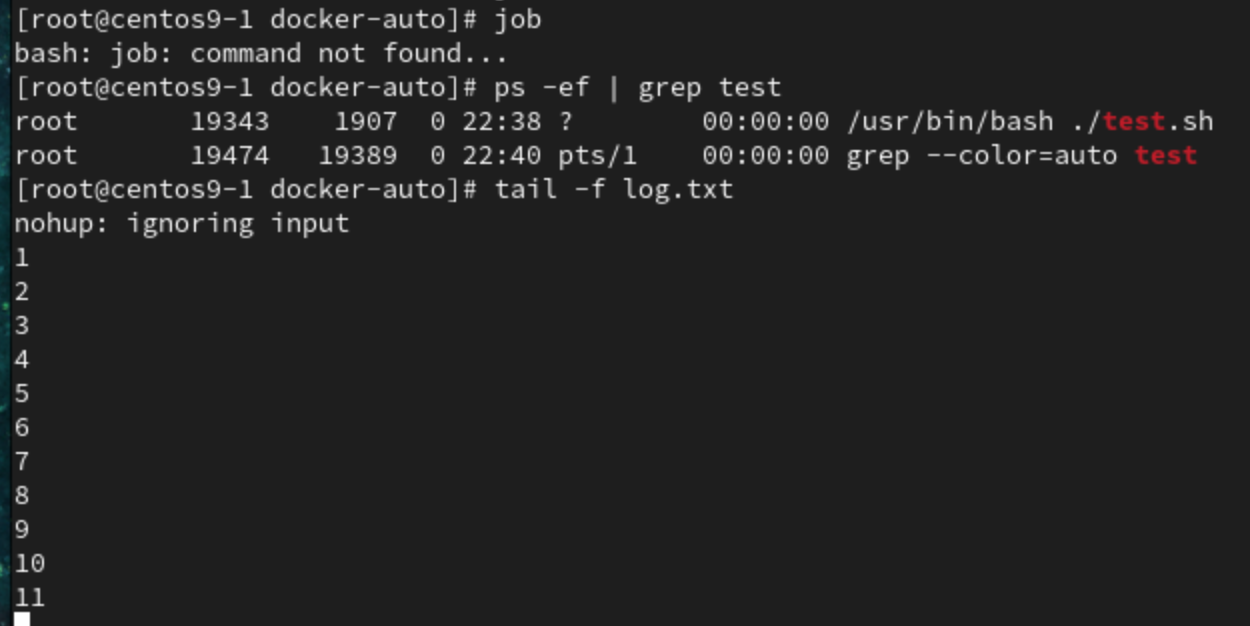 [root@centos9-1 docker-auto]# job
bash: job: command not found...
[root@centos9-1 docker-auto]# ps -ef | grep test
root       19343    1907  0 22:38 ?        00:00:00 /usr/bin/bash ./test.sh
root       19474   19389  0 22:40 pts/1    00:00:00 grep --color=auto test
[root@centos9-1 docker-auto]# tail -f log.txt
nohup: ignoring input
1
2
3
4
5
6
7
8
9
10
11